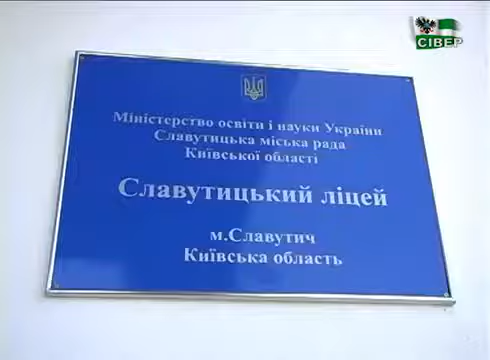 СІВЕР
Міністерство освіти і науки України
Славутицька міська рада
Київської області
Славутицький ліцей
м.Славутич
Київська область